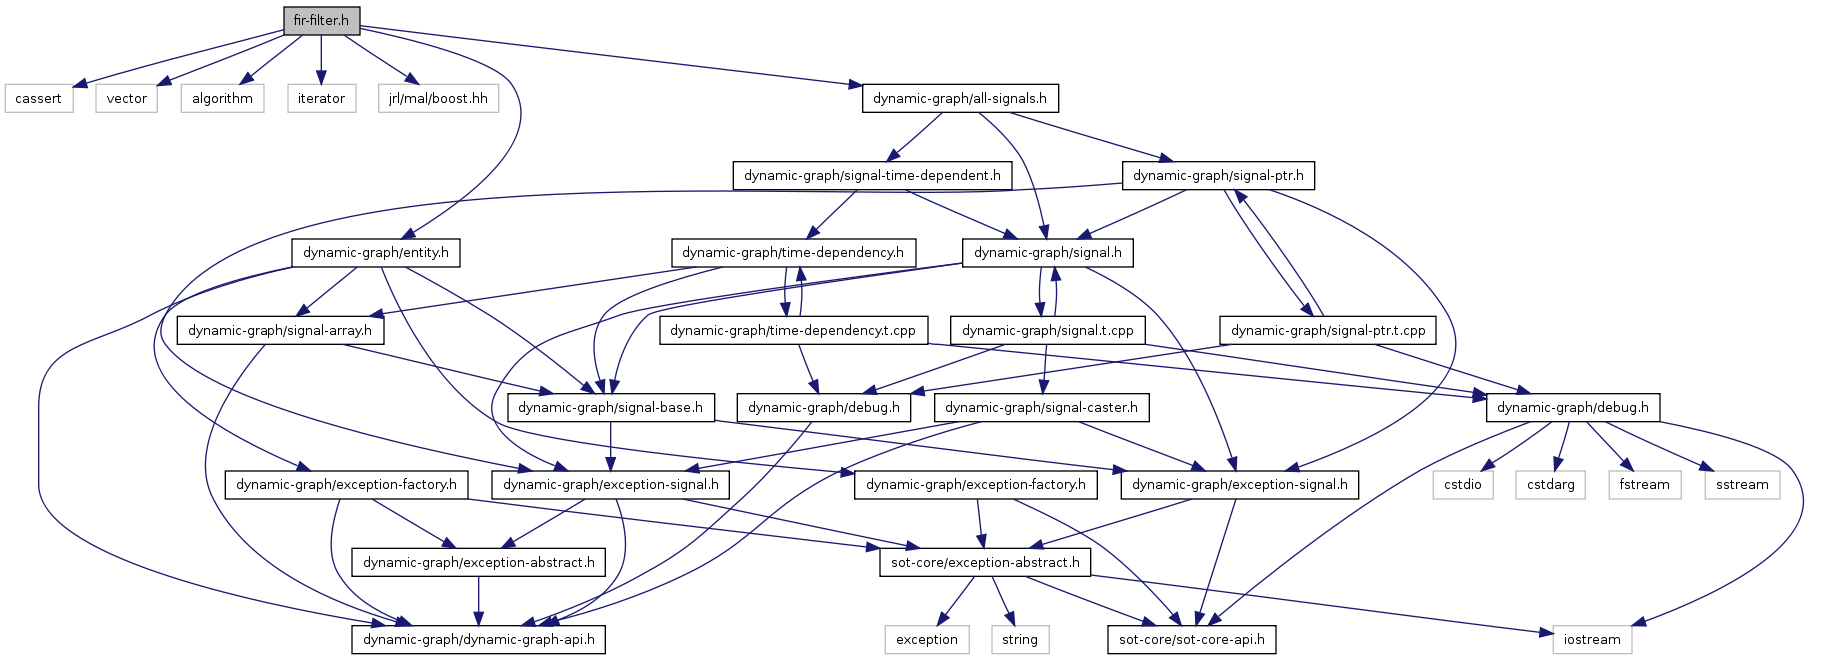 fir-filter.h
cassert
vector
algorithm
iterator
jrl/mal/boost.hh
dynamic-graph/all-signals.h
dynamic-graph/signal-time-dependent.h
dynamic-graph/signal-ptr.h
dynamic-graph/entity.h
dynamic-graph/time-dependency.h
dynamic-graph/signal.h
dynamic-graph/signal-array.h
dynamic-graph/time-dependency.t.cpp
dynamic-graph/signal.t.cpp
dynamic-graph/signal-ptr.t.cpp
dynamic-graph/signal-base.h
dynamic-graph/debug.h
dynamic-graph/signal-caster.h
dynamic-graph/debug.h
dynamic-graph/exception-factory.h
dynamic-graph/exception-signal.h
dynamic-graph/exception-factory.h
dynamic-graph/exception-signal.h
cstdio
cstdarg
fstream
sstream
dynamic-graph/exception-abstract.h
sot-core/exception-abstract.h
dynamic-graph/dynamic-graph-api.h
exception
string
sot-core/sot-core-api.h
iostream